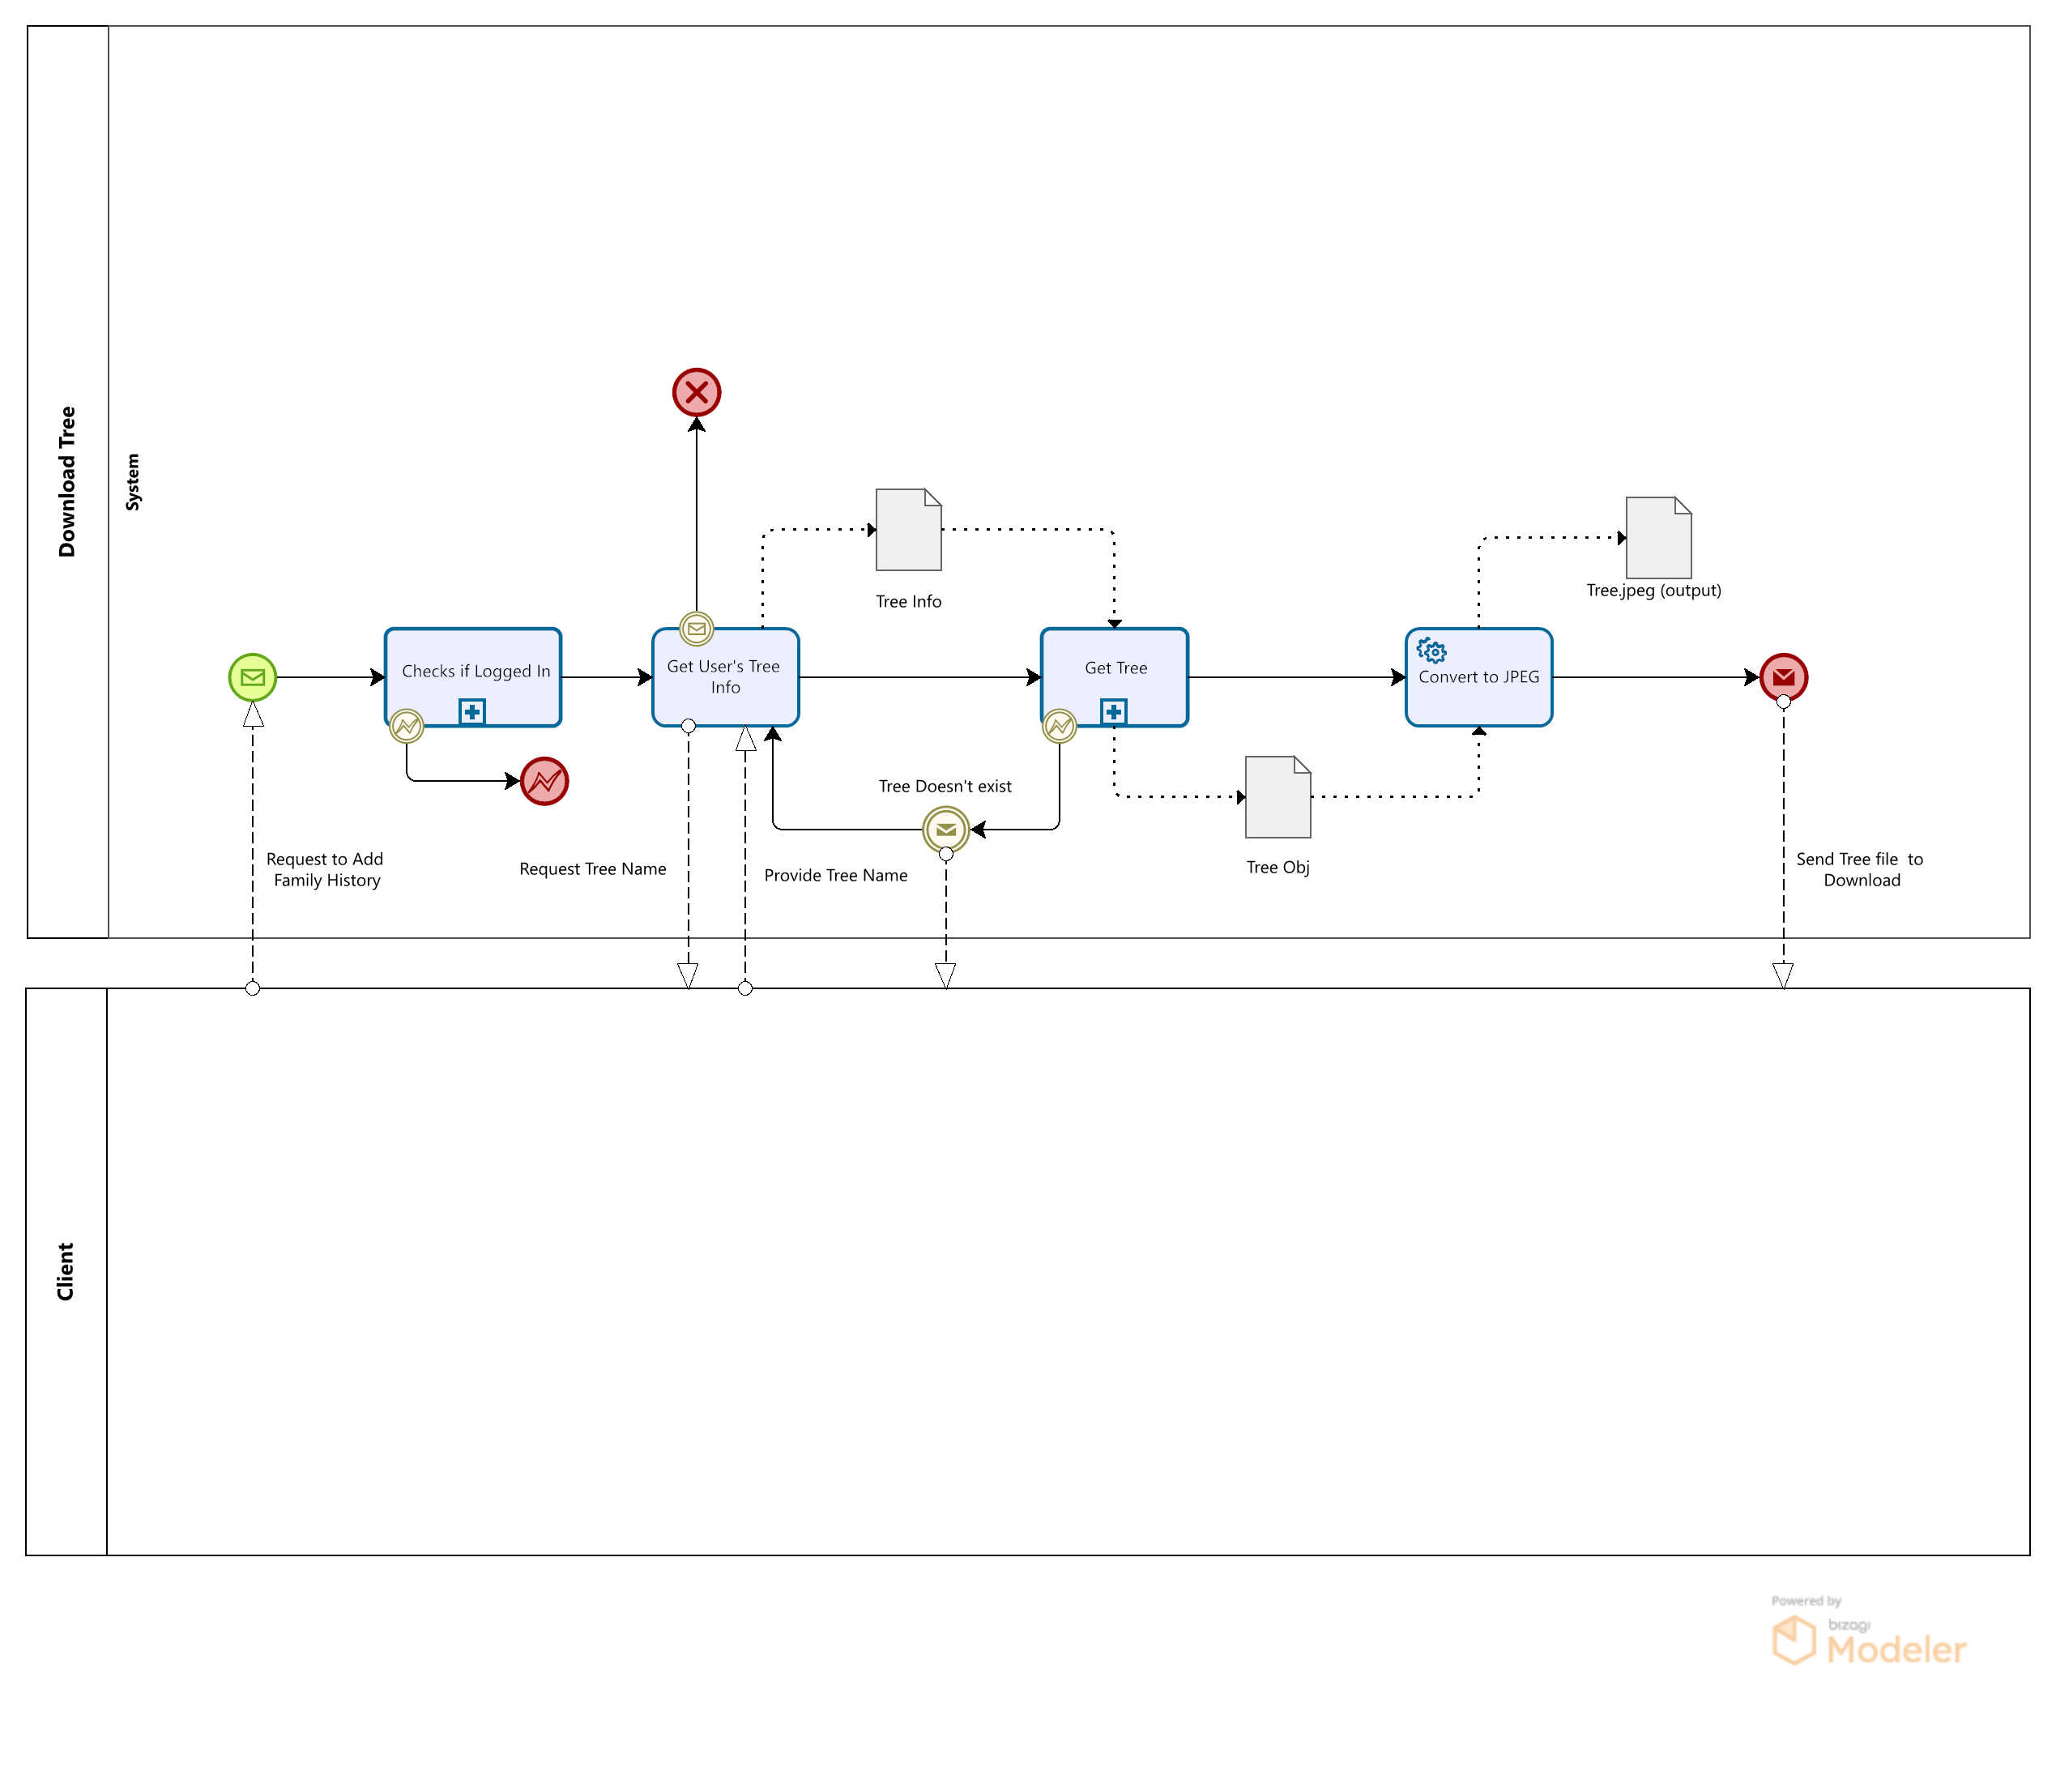 Download Tree
System
Tree Info
Tree.jpeg (output)
Checks if Logged In
Get User's Tree
Info
Get Tree
Convert to JPEG
Tree Doesn't exist
Request to Add
Family History
Request Tree Name
Provide Tree Name
Tree Obj
Send Tree file  to
Download
Client
Powered by
bizagi
Modeler